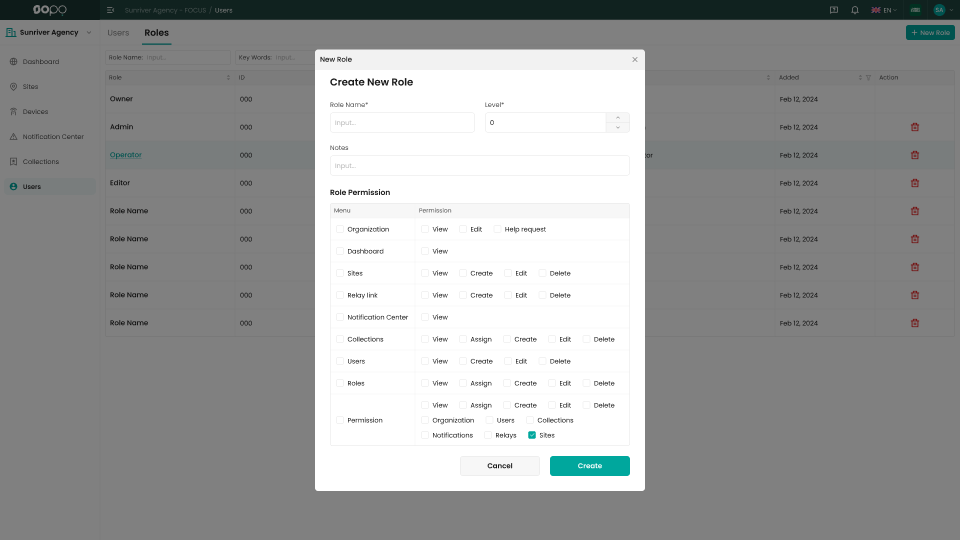 Sunriver Agency - FOCUS / Users
EN
SA
Sunriver Agency
Dashboard
Sites
Devices
Notification Center
Collections
Users
Users Roles
+ New Role
Role Name: Input...
Key Words: Input...
Role ID Added Action
Owner 000 Feb 12, 2024
Admin 000 Feb 12, 2024
Operator 000 Feb 12, 2024
Editor 000 Feb 12, 2024
Role Name 000 Feb 12, 2024
Role Name 000 Feb 12, 2024
Role Name 000 Feb 12, 2024
Role Name 000 Feb 12, 2024
Role Name 000 Feb 12, 2024
New Role
Create New Role
Role Name* Level*
Input... 0
Notes
Input...
Role Permission
Menu Permission
Organization View Edit Help request
Dashboard View
Sites View Create Edit Delete
Relay link View Create Edit Delete
Notification Center View
Collections View Assign Create Edit Delete
Users View Create Edit Delete
Roles View Assign Create Edit Delete
View Assign Create Edit Delete
Permission Organization Users Collections
Notifications Relays Sites
Cancel Create